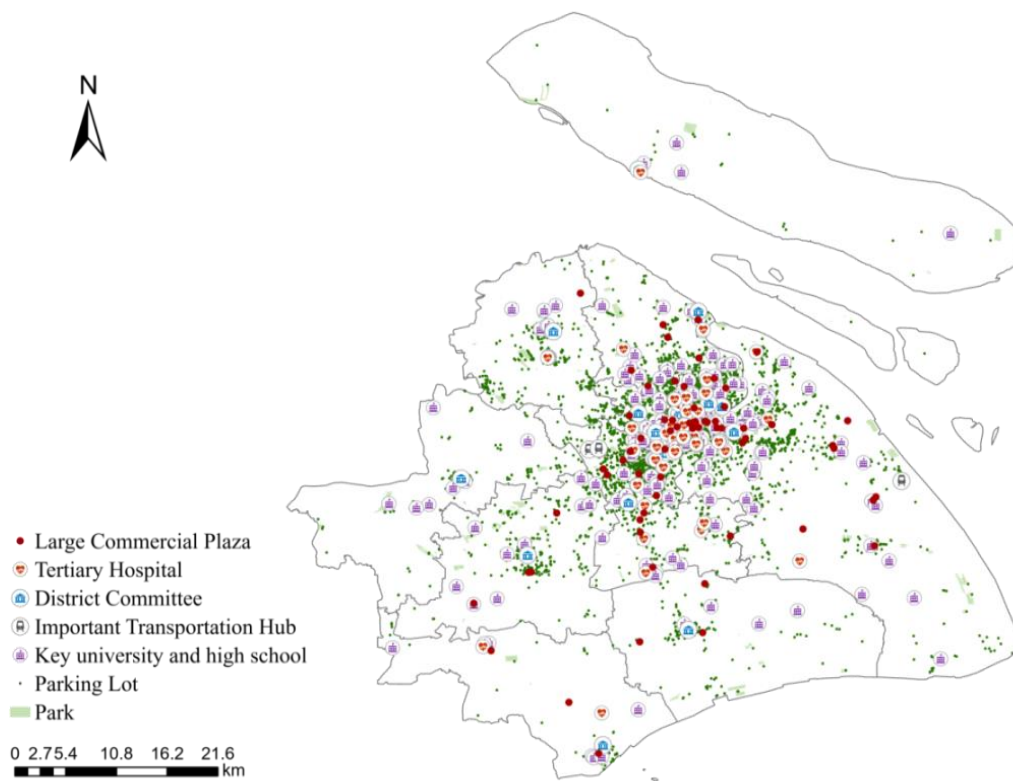 N
Large Commercial Plaza
Tertiary Hospital
District Committee
Important Transportation Hub
Key university and high school
Parking Lot
Park
0 2.75.4 10.8 16.2 21.6
km